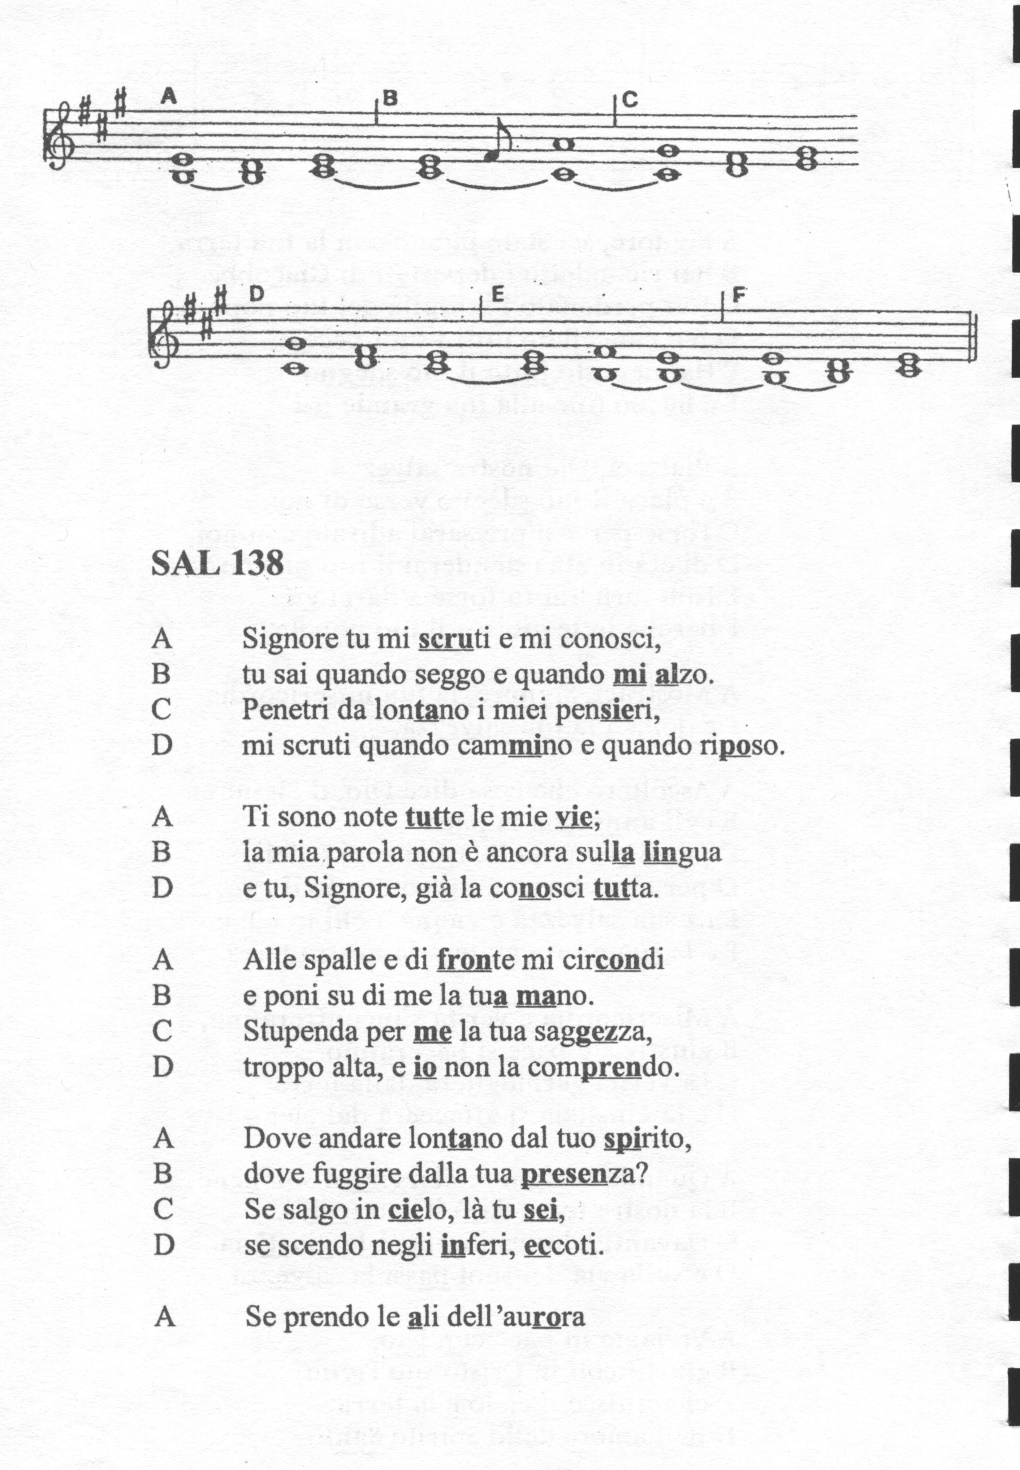 A B C
D E F
SAL 138
A Signore tu mi scruti e mi conosci,
B tu sai quando seggo e quando mi alzo.
C Penetri da lontano i miei pensieri,
D mi scruti quando cammino e quando riposo.
A Ti sono note tutte le mie vie;
B la mia parola non è ancora sulla lingua
D e tu, Signore, già la conosci tutta.
A Alle spalle e di fronte mi circondi
B e poni su di me la tua mano.
C Stupenda per me la tua saggezza,
D troppo alta, e io non la comprendo.
A Dove andare lontano dal tuo spirito,
B dove fuggire dalla tua presenza?
C Se salgo in cielo, là tu sei,
D se scendo negli inferi, eccoti.
A Se prendo le ali dell'aurora